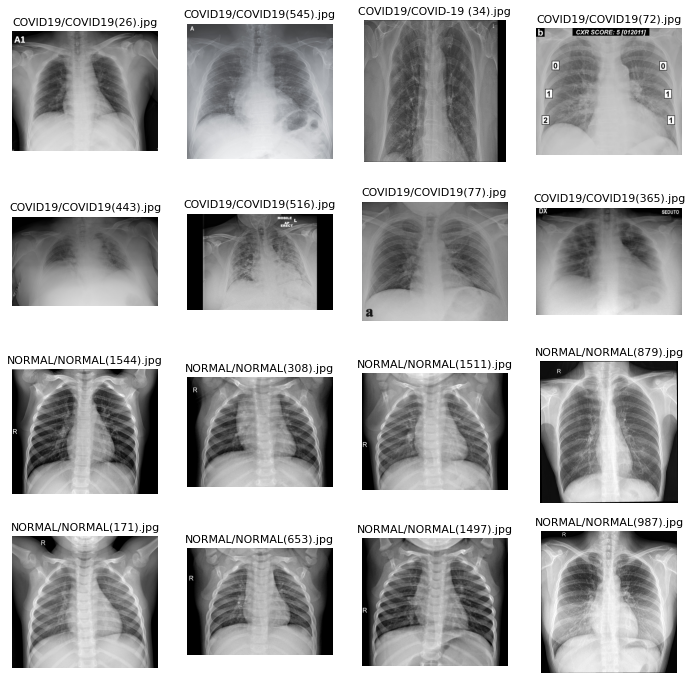 COVID19/COVID19(26).jpg
COVID19/COVID19(545).jpg
COVID19/COVID-19 (34).jpg
COVID19/COVID19(72).jpg
A1
A
b
CXR SCORE: 5 [012011]
0
0
1
1
2
1
COVID19/COVID19(443).jpg
COVID19/COVID19(516).jpg
COVID19/COVID19(77).jpg
COVID19/COVID19(365).jpg
MOBILE
AP
ERECT
L
a
DX
SEDUTO
NORMAL/NORMAL(1544).jpg
NORMAL/NORMAL(308).jpg
NORMAL/NORMAL(1511).jpg
NORMAL/NORMAL(879).jpg
R
R
R
R
NORMAL/NORMAL(171).jpg
NORMAL/NORMAL(653).jpg
NORMAL/NORMAL(1497).jpg
NORMAL/NORMAL(987).jpg
R
R
R
R